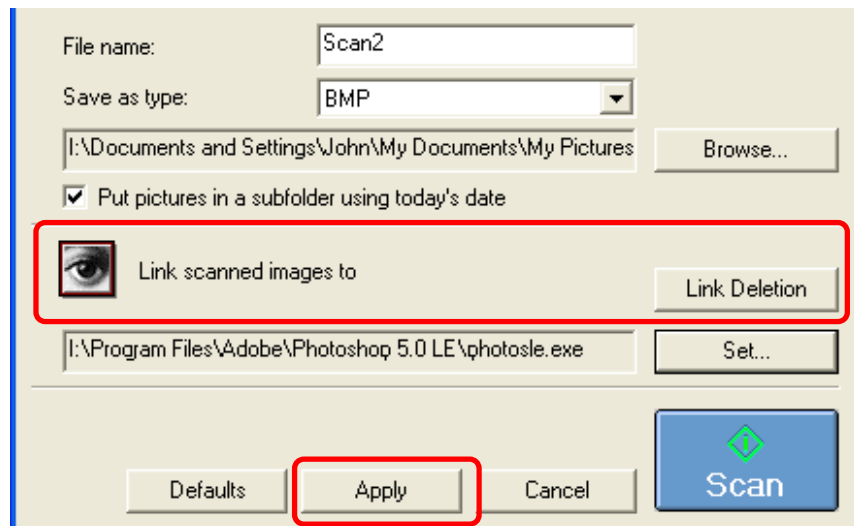 File name: Scan2
Save as type: BMP
I:\Documents and Settings\John\My Documents\My Pictures Browse...
Put pictures in a subfolder using today's date
Link scanned images to
Link Deletion
I:\Program Files\Adobe\Photoshop 5.0 LE\photosle.exe Set...
Defaults Apply Cancel Scan